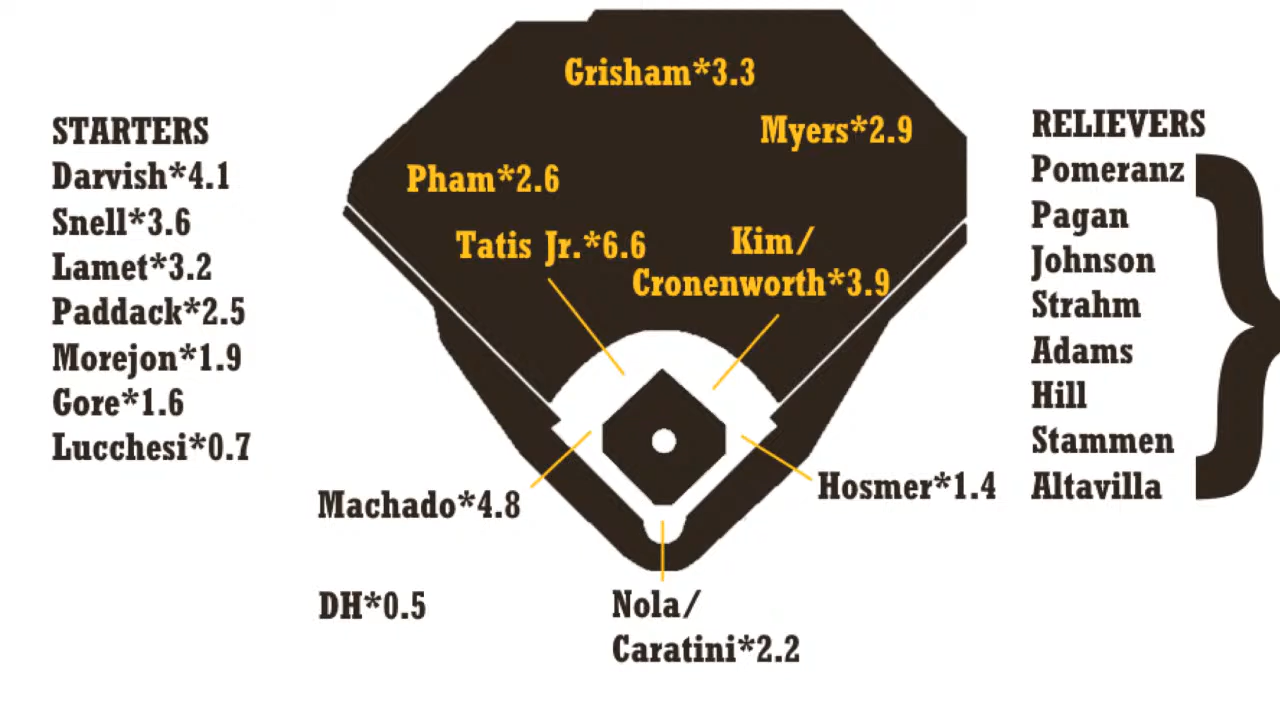 STARTERS
Darvish*4.1
Snell*3.6
Lamet*3.2
Paddack*2.5
Morejon*1.9
Gore*1.6
Lucchesi*0.7
Grisham*3.3
Myers*2.9
Pham*2.6
Tatis Jr.*6.6
Kim/
Cronenworth*3.9
Machado*4.8
Hosmer*1.4
DH*0.5
Nola/
Caratini*2.2
RELIEVERS
Pomeranz
Pagan
Johnson
Strahm
Adams
Hill
Stammen
Altavilla
}